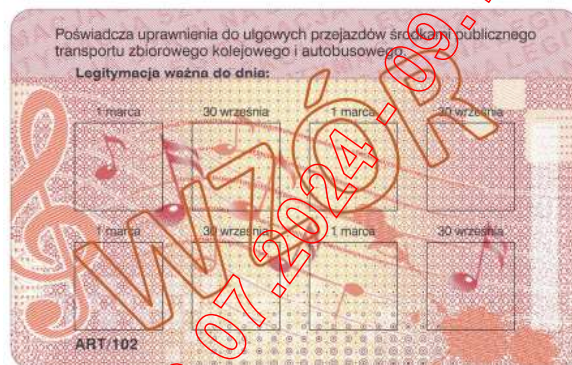 Poświadcza uprawnienia do ulgowych przejazdów środkami publicznego
transportu zbiorowego kolejowego i autobusowego.
Legitymacja ważna do dnia:
1 marca 30 września 1 marca 30 września
1 marca 30 września 1 marca 30 września
WZÓR
07.2024-09.
ART/102